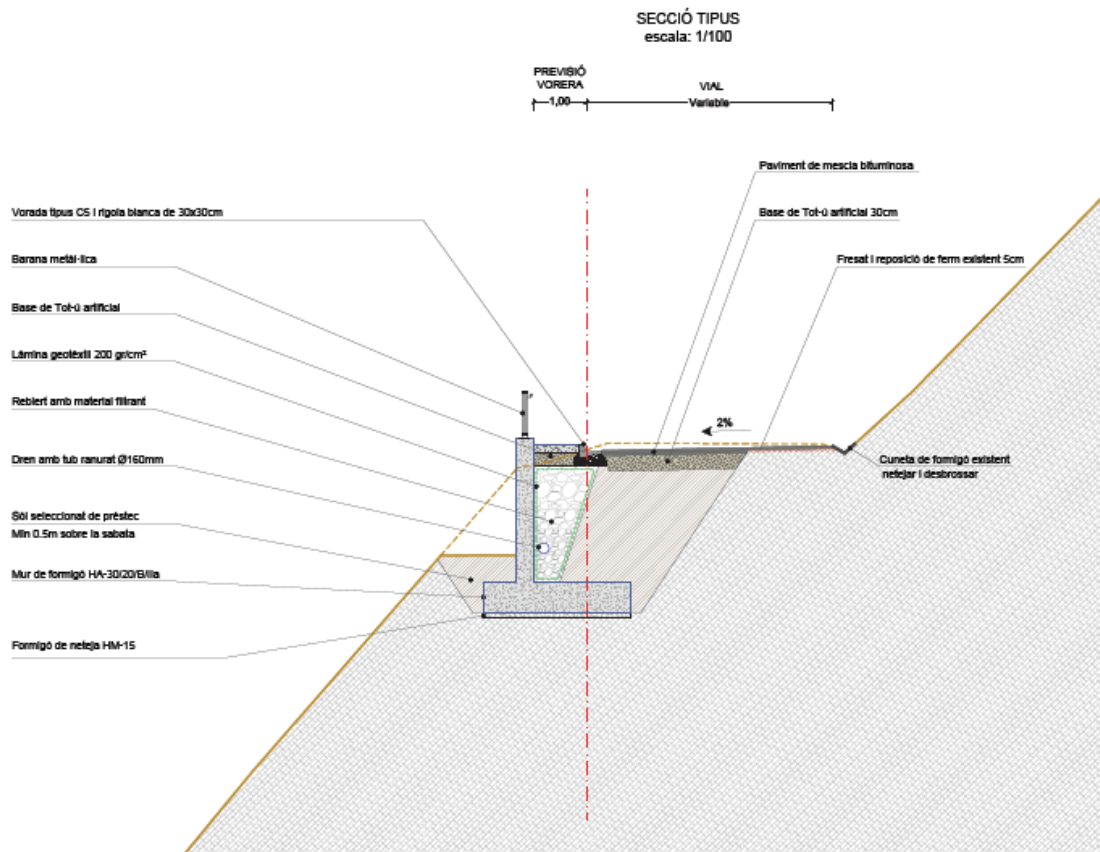 SECCIÓ TIPUS
escala: 1/100
PREVISIÓ
VORERA
1,00
VIAL
Variable
Paviment de mescla bituminosa
Vorada tipus C5 i rigola blanca de 30x30cm
Base de Tot-ú artificial 30cm
Barana metàl·lica
Fresat i reposició de ferm existent 5cm
Base de Tot-ú artificial
Làmina geotèxtil 200 gr/cm²
Reblert amb material filtrant
2%
Dren amb tub ranurat Ø160mm
Cuneta de formigó existent
netejar i desbrossar
Sòl seleccionat de préstec
Min 0.5m sobre la sabata
Mur de formigó HA-30/20/B/IIa
Formigó de neteja HM-15